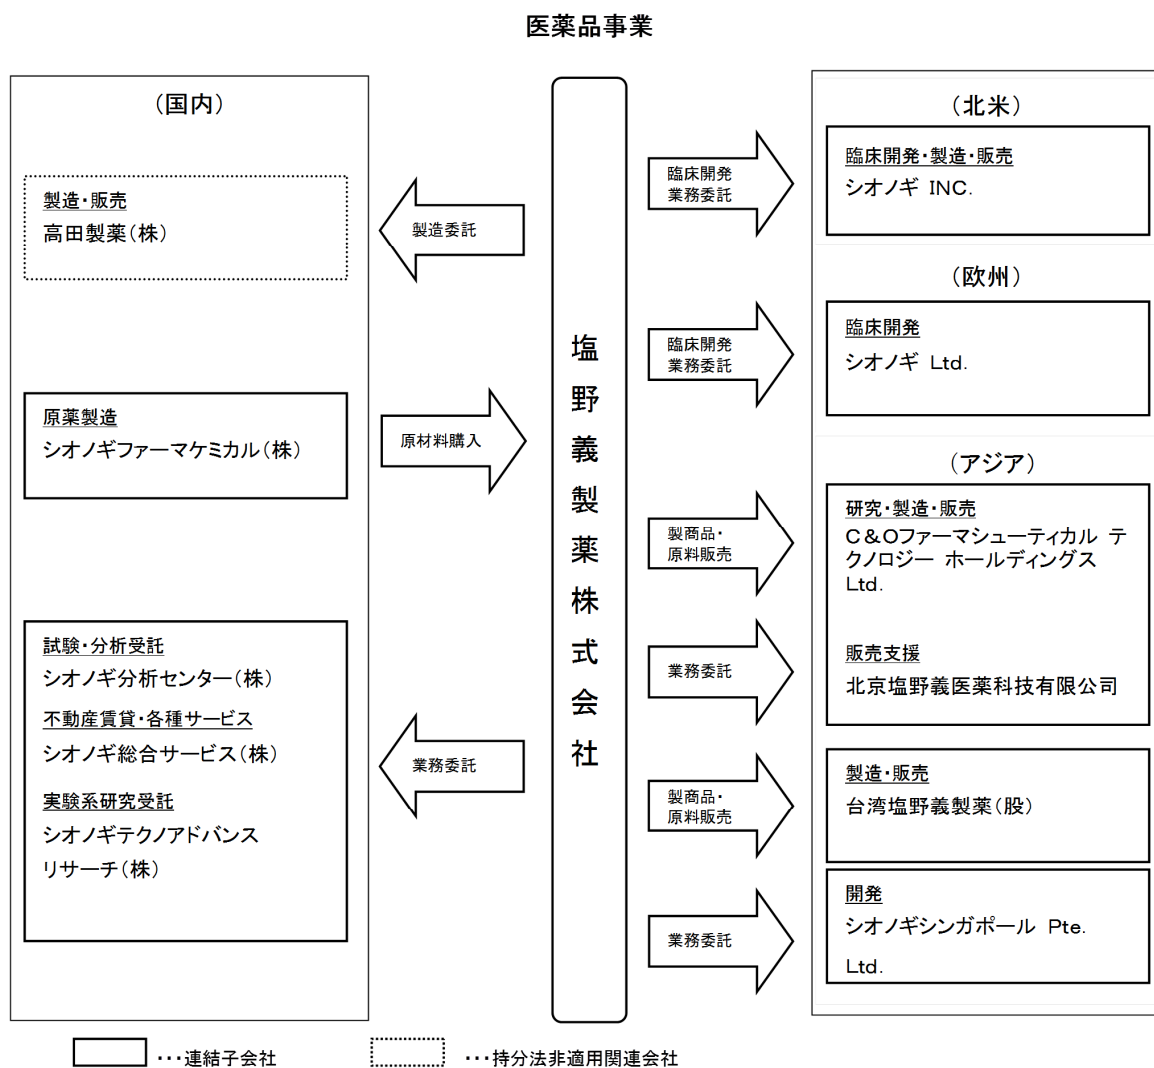 医薬品事業
(国内)
製造・販売
高田製薬(株)
製造委託
原薬製造
シオノギファーマケミカル(株)
原材料購入
試験・分析受託
シオノギ分析センター(株)
不動産賃貸・各種サービス
シオノギ総合サービス(株)
実験系研究受託
シオノギテクノアドバンス
リサーチ(株)
業務委託
塩野義製薬株式会社
臨床開発
業務委託
(北米)
臨床開発・製造・販売
シオノギ INC.
臨床開発
業務委託
(欧州)
臨床開発
シオノギ Ltd.
(アジア)
製商品・
原料販売
研究・製造・販売
C&Oファーマシューティカル テ
クノロジー ホールディングス
Ltd.
業務委託
販売支援
北京塩野義医薬科技有限公司
製商品・
原料販売
製造・販売
台湾塩野義製薬(股)
業務委託
開発
シオノギシンガポール Pte.
Ltd.
・・・連結子会社
・・・持分法非適用関連会社